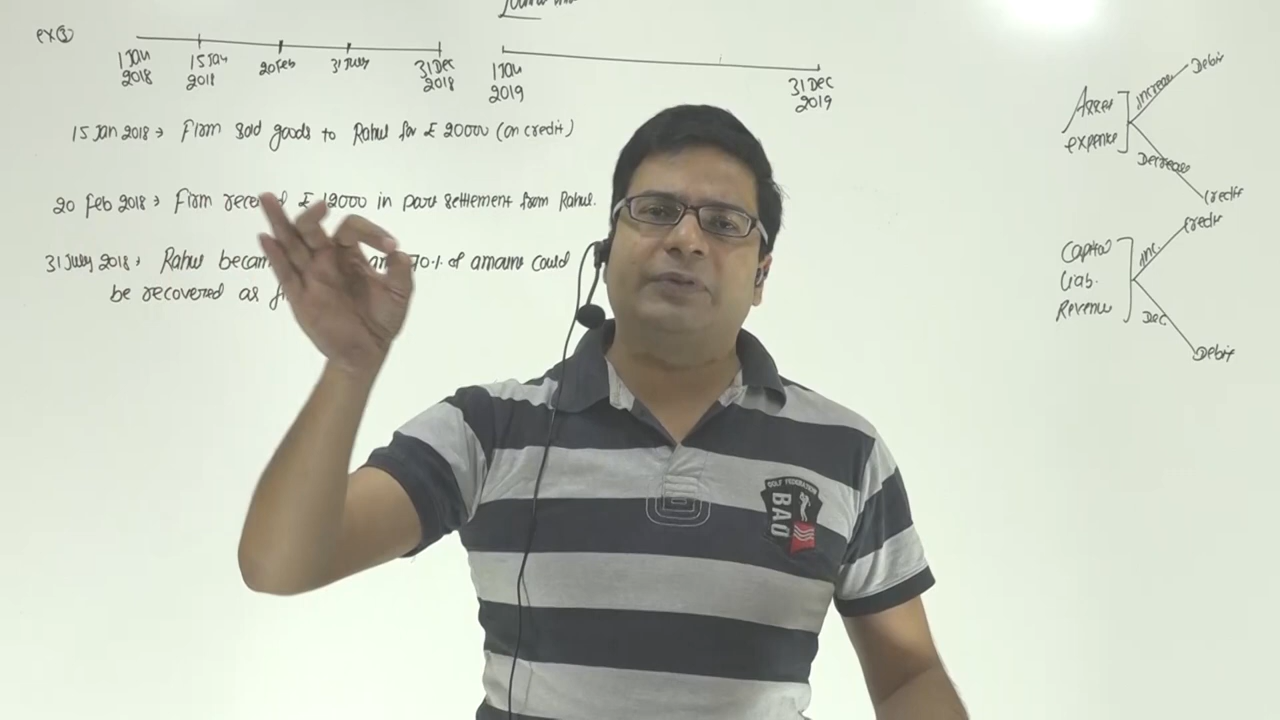 ex③
1 Jan 2018
15 Jan 2018
20 Feb
31 July
31 Dec 2018
1 Jan 2019
31 Dec 2019
15 Jan 2018 → Firm sold goods to Rahul for ₤ 20000 (on credit)
20 Feb 2018 → Firm ₤ 12000 in part settlement from Rahul.
31 July 2018 → Rahul 70% of amount could
be recovered as
Asset
expense
increase
Debit
Decrease
Credit
Capital
Liab.
Revenue
inc
Credit
Dec
Debit
GOLF FEDERATION
BAO